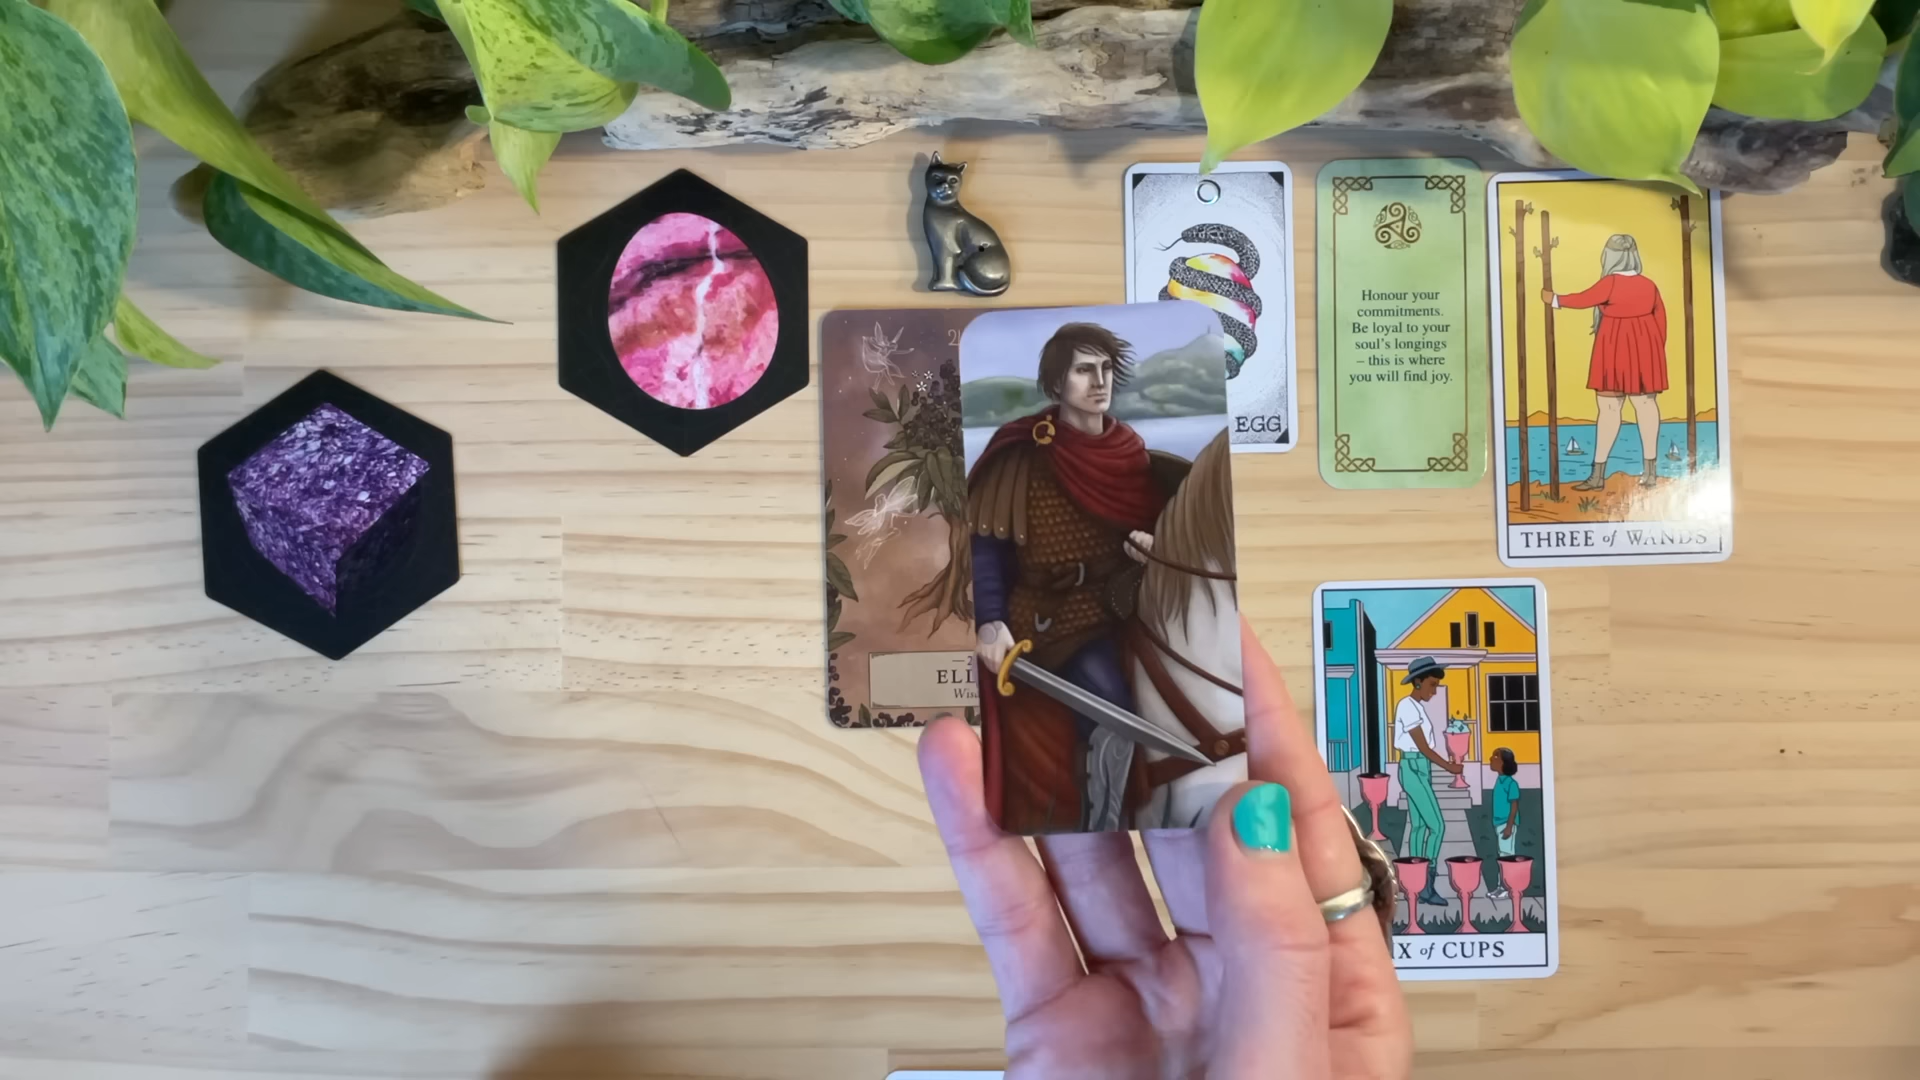 EGG
Honour your
commitments.
Be loyal to your
soul's longings
– this is where
you will find joy.
THREE of WANDS
IX of CUPS